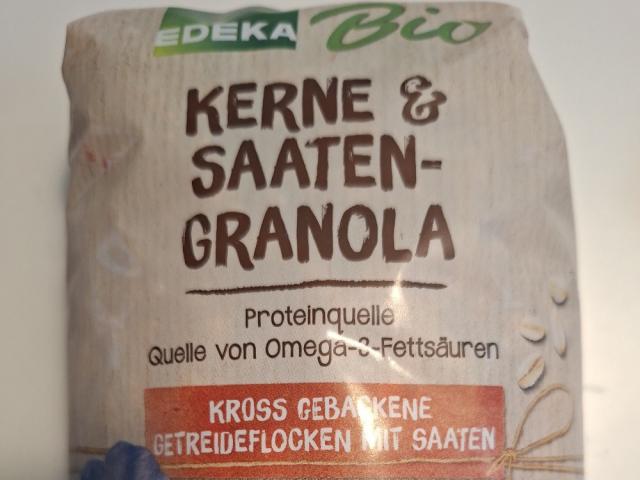 EDEKA Bio
KERNE &
SAATEN-
GRANOLA
Proteinquelle
Quelle von Omega-3-Fettsäuren
KROSS GEBACKENE
GETREIDEFLOCKEN MIT SAATEN